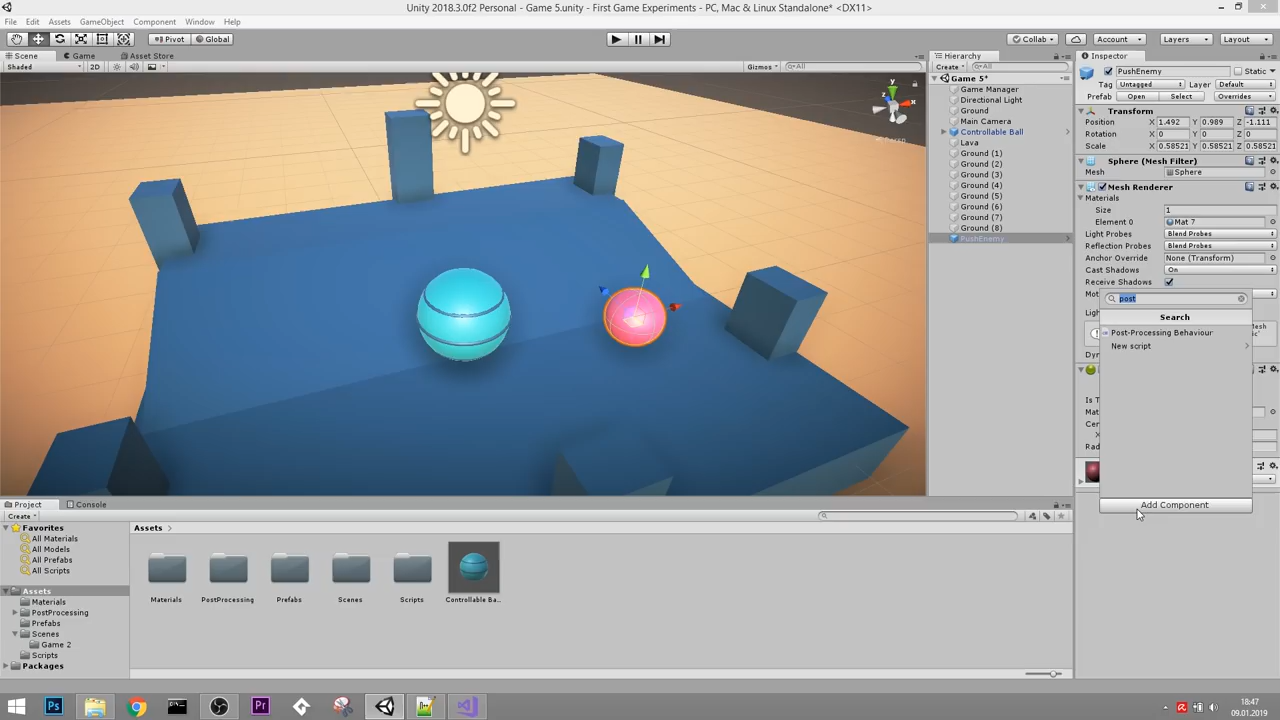 Unity 2018.3.0f2 Personal - Game 5.unity - First Game Experiments - PC, Mac & Linux Standalone* <DX11>
File Edit Assets GameObject Component Window Help
Pivot Global Collab Account Layers Layout
Scene Game Asset Store
Shaded 2D Gizmos All
y
x
Persp
Hierarchy
Create All
Game 5*
Game Manager
Directional Light
Ground
Main Camera
Controllable Ball
Lava
Ground (1)
Ground (2)
Ground (3)
Ground (4)
Ground (5)
Ground (6)
Ground (7)
Ground (8)
PushEnemy
Inspector
PushEnemy Static
Tag Untagged Layer Default
Prefab Open Select Overrides
Transform
Position X 1.492 Y 0.989 Z -1.111
Rotation X 0 Y 0 Z 0
Scale X 0.58521 Y 0.58521 Z 0.58521
Sphere (Mesh Filter)
Mesh Sphere
Mesh Renderer
Materials
Size 1
Element 0 Mat 7
Light Probes Blend Probes
Reflection Probes Blend Probes
Anchor Override None (Transform)
Cast Shadows On
Receive Shadows
Mot
post
Ligh
Search
Post-Processing Behaviour
New script
Mesh
Dyn
Is T
Mat
Cen
X
Rad
Add Component
Project Console
Create
Favorites
All Materials
All Models
All Prefabs
All Scripts
Assets
Materials
PostProcessing
Prefabs
Scenes
Game 2
Scripts
Packages
Assets
Materials PostProcessing Prefabs Scenes Scripts Controllable Ba...
Ps Pr
18:47
09.01.2019